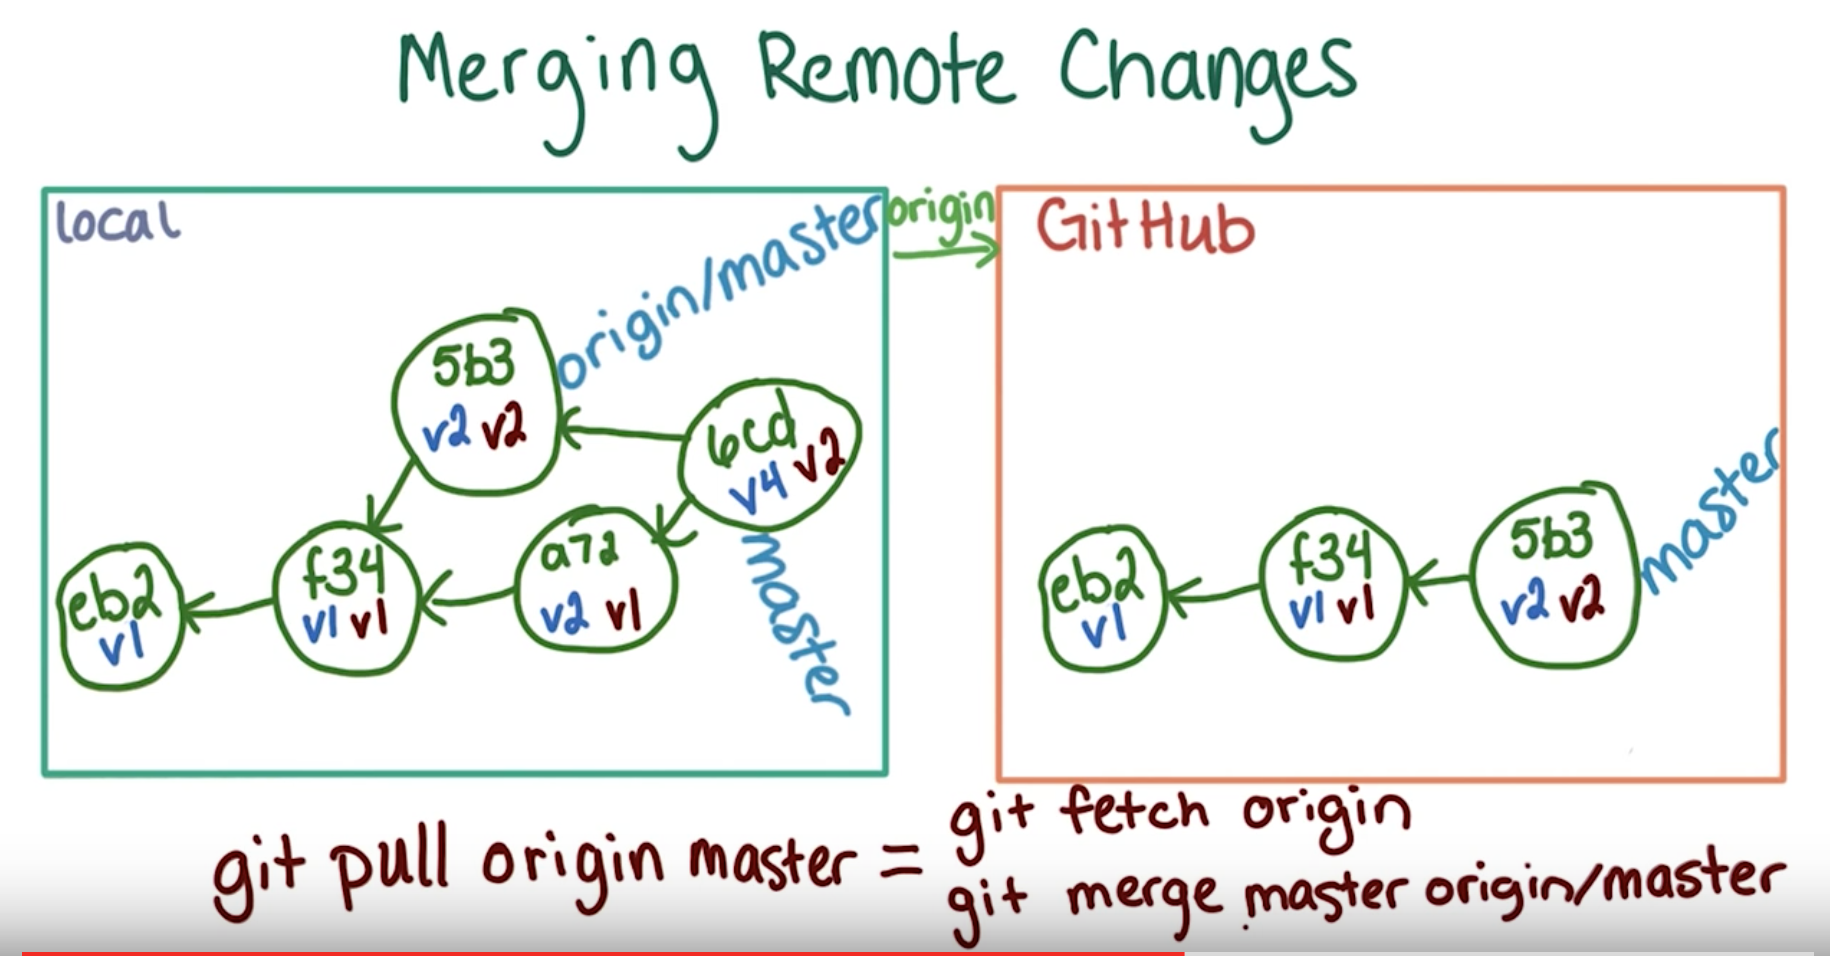 Merging Remote Changes
local
origin/master
origin
GitHub
5b3
v2 v2
6cd
v4 v2
eb2
v1
f34
v1 v1
a72
v2 v1
master
eb2
v1
f34
v1 v1
5b3
v2 v2
master
git pull origin master =
git fetch origin
git merge master origin/master